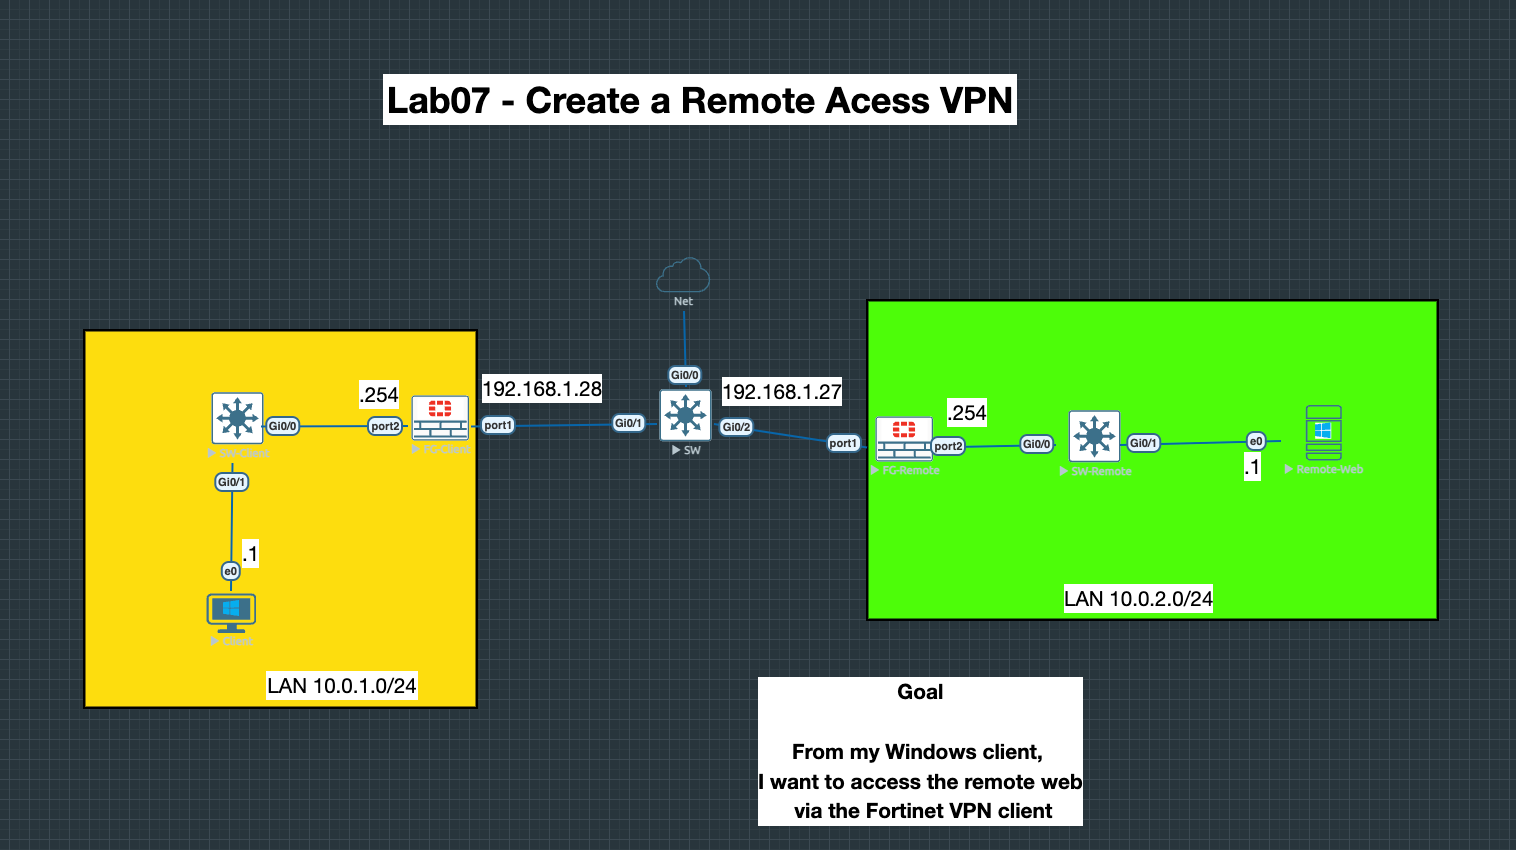 Lab07 - Create a Remote Acess VPN
Net
Gi0/0
192.168.1.28
192.168.1.27
.254
Gi0/0
port2
port1
Gi0/1
Gi0/2
port1
SW-Client
FG-Client
SW
.254
port2
Gi0/0
Gi0/1
e0
FG-Remote
SW-Remote
.1
Remote-Web
Gi0/1
.1
e0
Client
LAN 10.0.1.0/24
LAN 10.0.2.0/24
Goal
From my Windows client,
I want to access the remote web
via the Fortinet VPN client